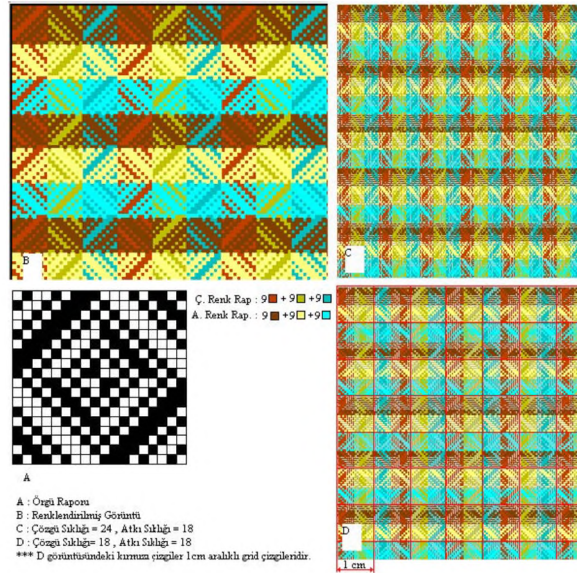 B
C
Ç. Renk Rap : 9 + 9 +9
A. Renk Rap. : 9 +9 +9
A
D
1 cm
A : Örgü Raporu
B : Renklendirilmiş Görüntü
C : Çözgü Sıklığı = 24 , Atkı Sıklığı = 18
D : Çözgü Sıklığı= 18 , Atkı Sıklığı = 18
*** D görüntüsündeki kırmızı çizgiler 1cm aralıklı grid çizgileridir.